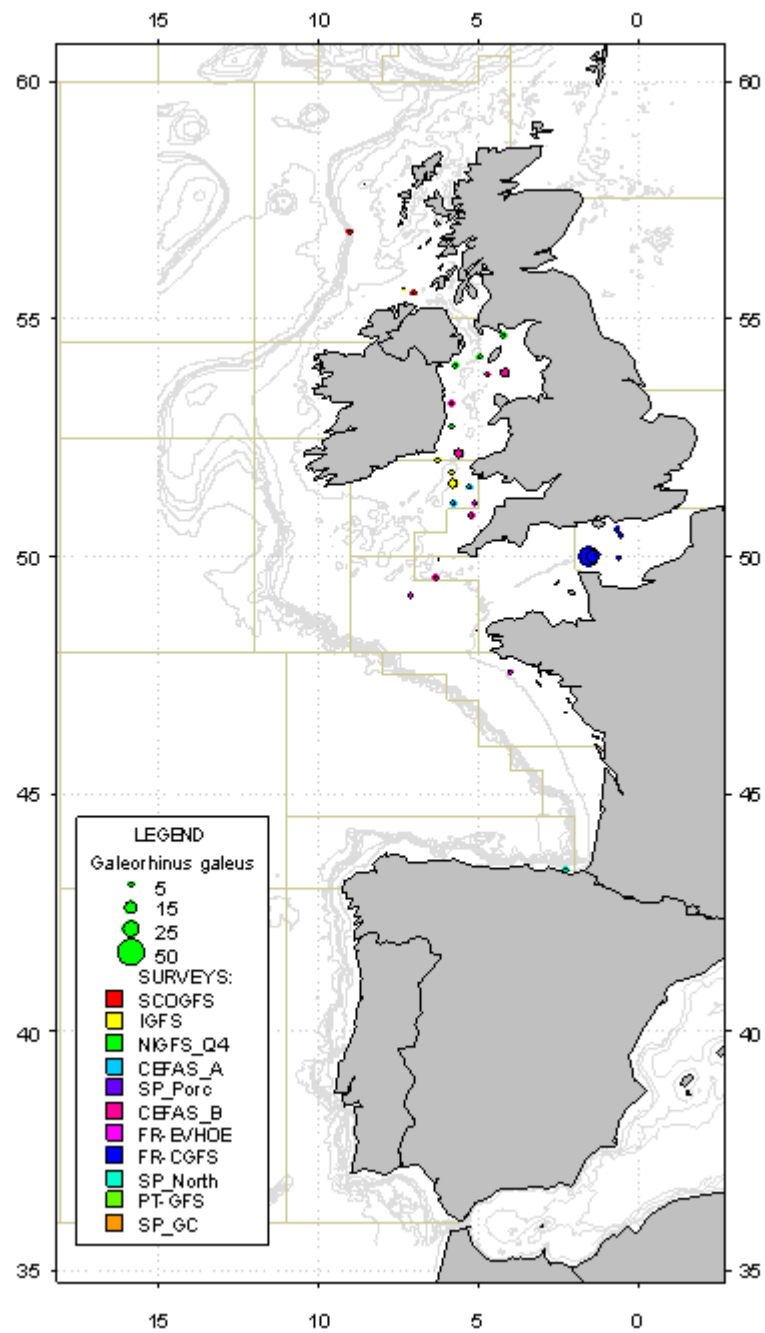 15 10 5 0
60 60
55 55
50 50
45 45
LEGEND
Galeorhinus galeus
5
15
25
50
SURVEYS:
SCOGFS
IGFS
NIGFS_Q4
CEFAS_A
SP_Porc
CEFAS_B
FR-EVHOE
FR-CGFS
SP_North
PT-GFS
SP_GC
40 40
35 35
15 10 5 0